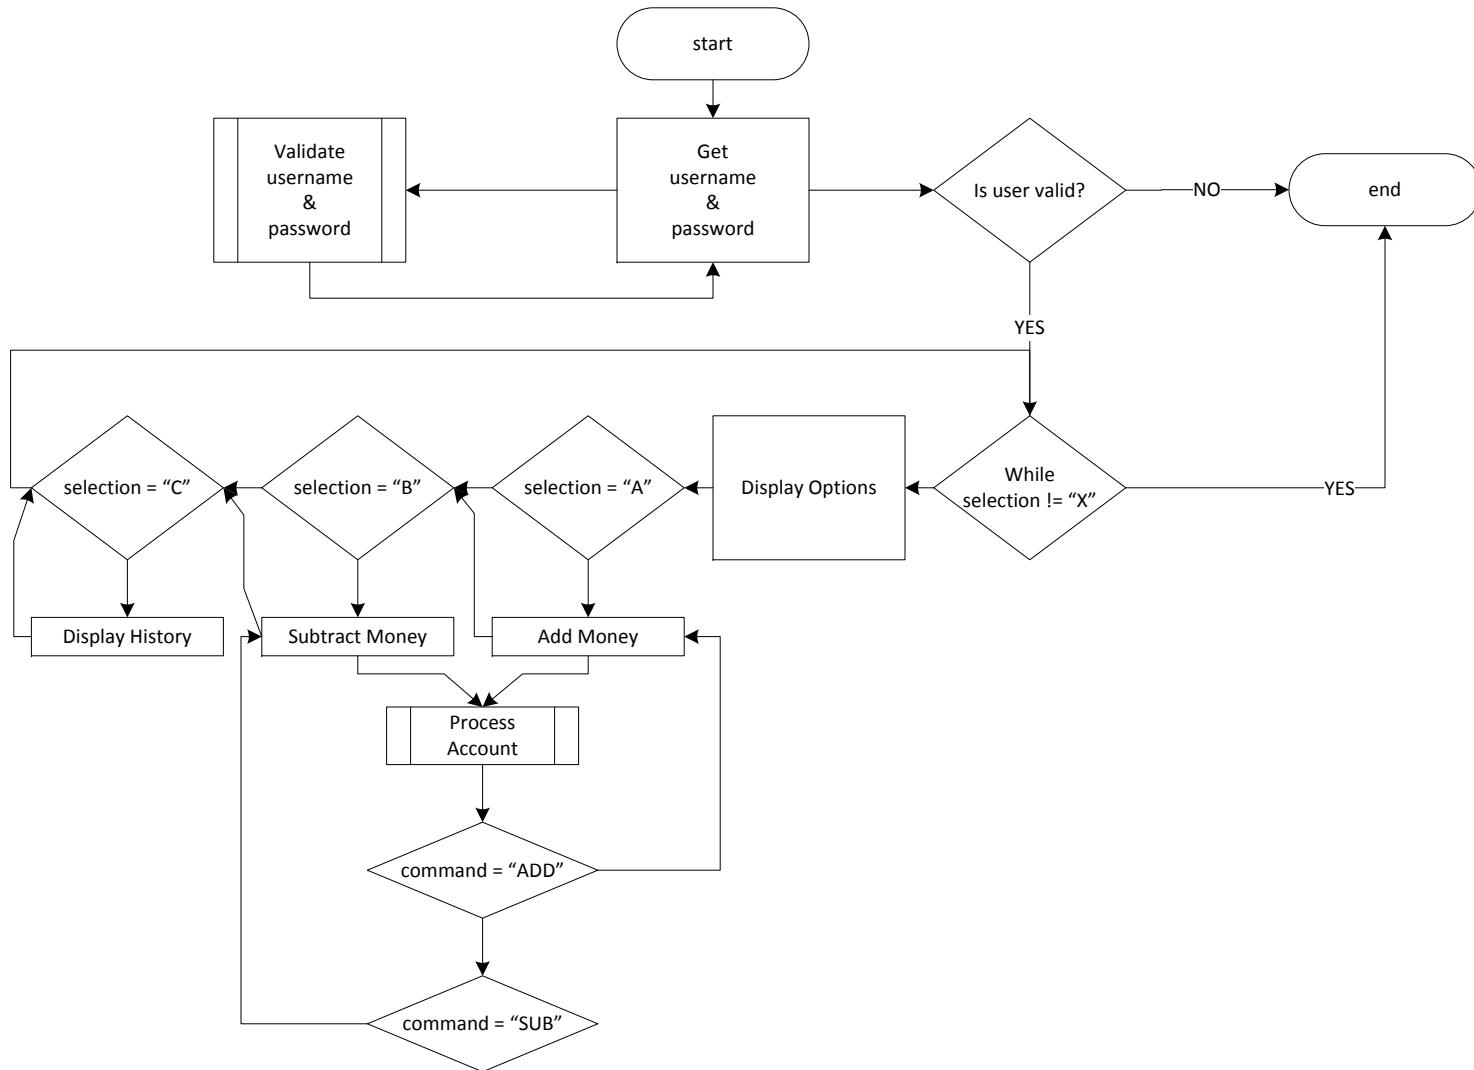 start
Validate
username
&
password
Get
username
&
password
Is user valid?
NO
end
YES
selection = “C”
selection = “B”
selection = “A”
Display Options
While
selection != “X”
YES
Display History
Subtract Money
Add Money
Process
Account
command = “ADD”
command = “SUB”